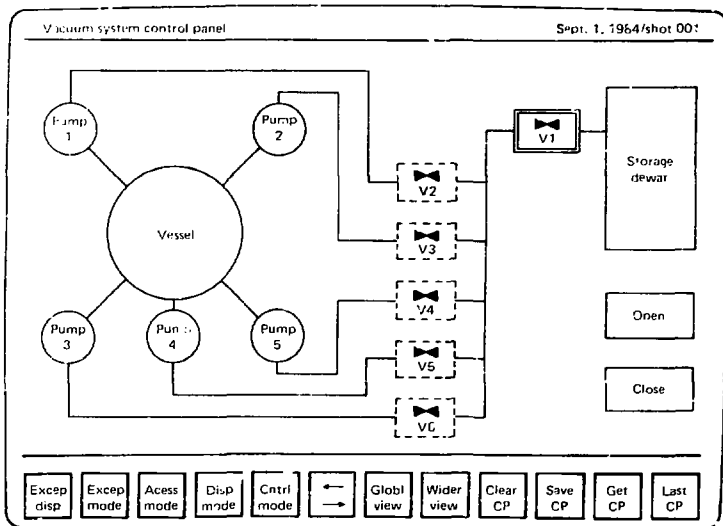 Vacuum system control panel
Sept. 1, 1984/shot 001
Pump
1
Pump
2
V1
Storage
dewar
V2
Vessel
V3
V4
Open
Pump
3
Pump
4
Pump
5
V5
Close
V6
Excep
disp
Excep
mode
Acess
mode
Disp
mode
Cntrl
mode
←
→
Globl
view
Wider
view
Clear
CP
Save
CP
Get
CP
Last
CP